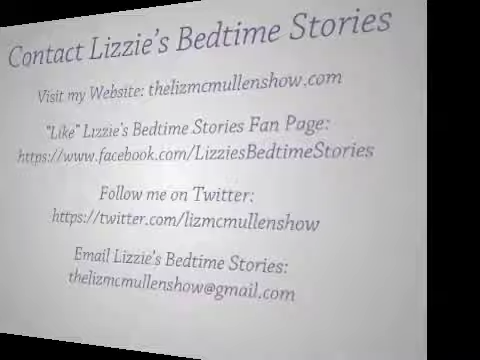 Contact Lizzie's Bedtime Stories
Visit my Website: thelizmcmullenshow.com
"Like" Lizzie's Bedtime Stories Fan Page:
https://www.facebook.com/LizziesBedtimeStories
Follow me on Twitter:
https://twitter.com/lizmcmullenshow
Email Lizzie's Bedtime Stories:
thelizmcmullenshow@gmail.com